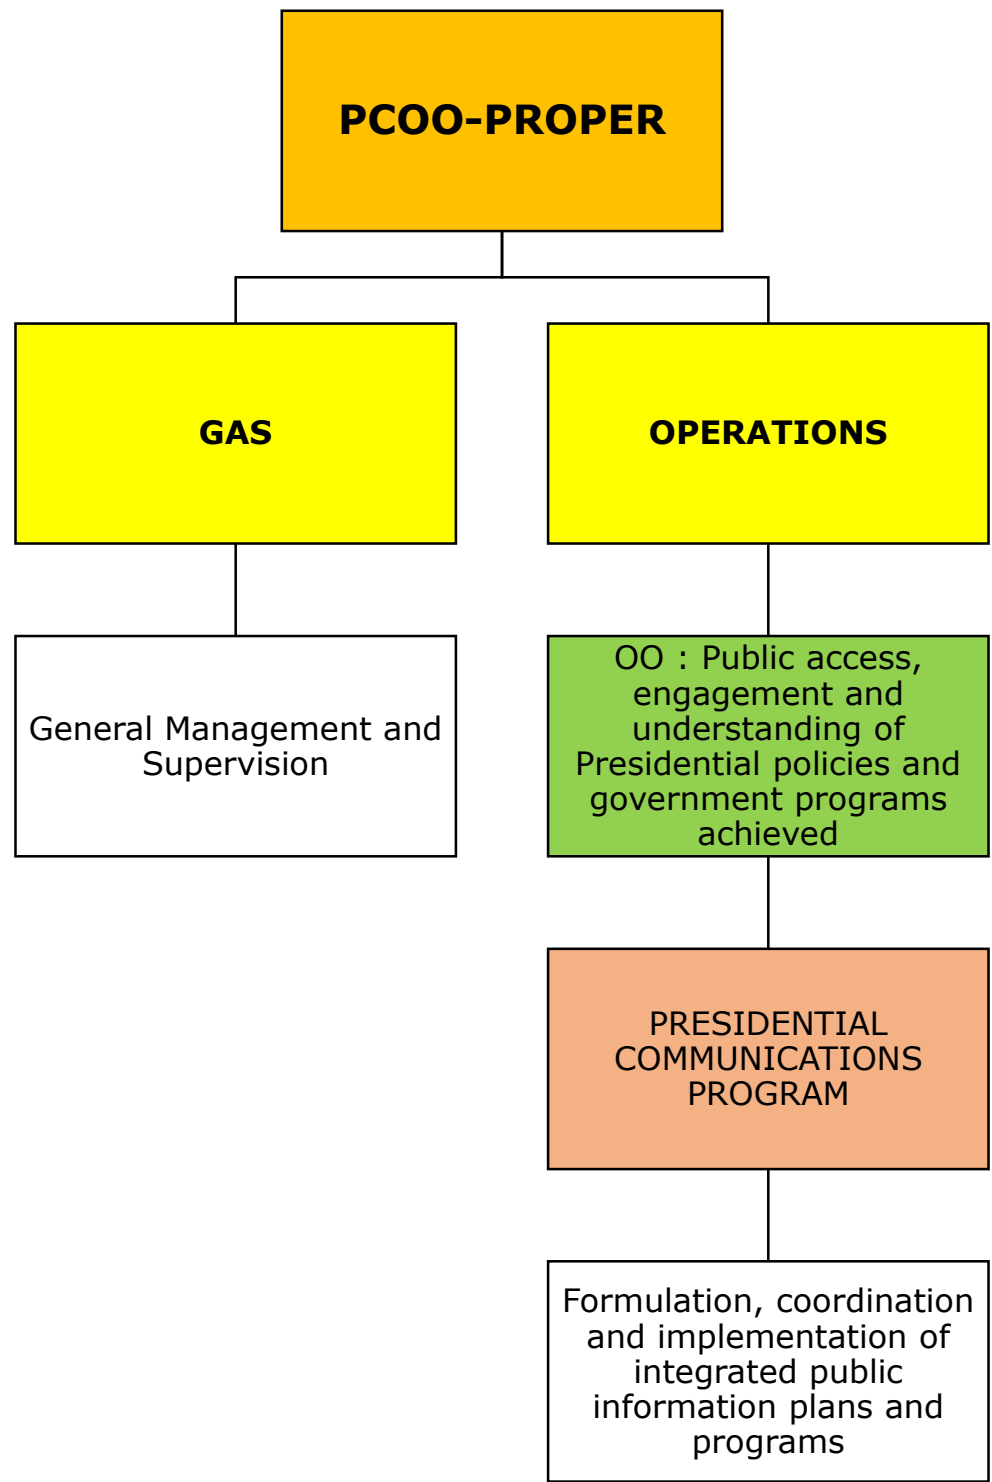 PCOO-PROPER
GAS
OPERATIONS
General Management and
Supervision
OO : Public access,
engagement and
understanding of
Presidential policies and
government programs
achieved
PRESIDENTIAL
COMMUNICATIONS
PROGRAM
Formulation, coordination
and implementation of
integrated public
information plans and
programs